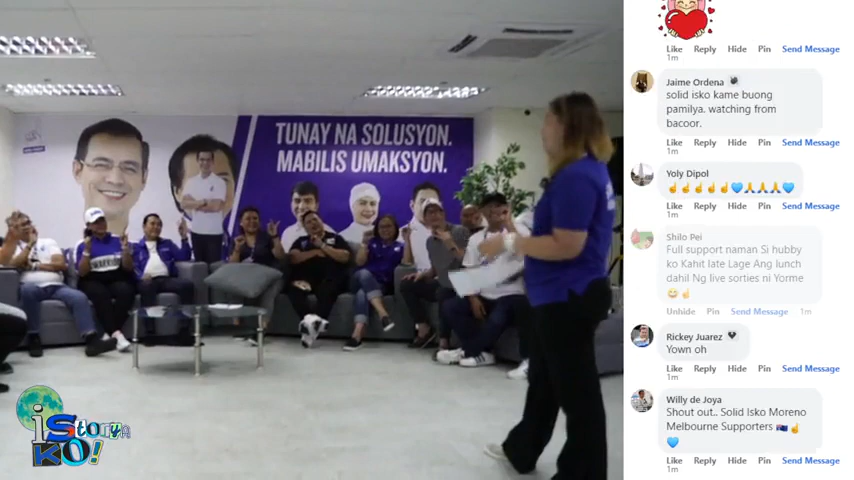 TUNAY NA SOLUSYON.
MABILIS UMAKSYON.
iStorya
KO!
Like Reply Hide Pin Send Message
1m
Jaime Ordena
solid isko kame buong
pamilya. watching from
bacoor.
Like Reply Hide Pin Send Message
1m
Yoly Dipol
☝☝☝☝☝💙🙏🙏🙏💙
Like Reply Hide Pin Send Message
1m
Shilo Pei
Full support naman Si hubby
ko Kahit late Lage Ang lunch
dahil Ng live sorties ni Yorme
😄☝
Unhide Pin Send Message 1m
Rickey Juarez
Yown oh
Like Reply Hide Pin Send Message
1m
Willy de Joya
Shout out.. Solid Isko Moreno
Melbourne Supporters 🇦🇺☝
💙
Like Reply Hide Pin Send Message
1m